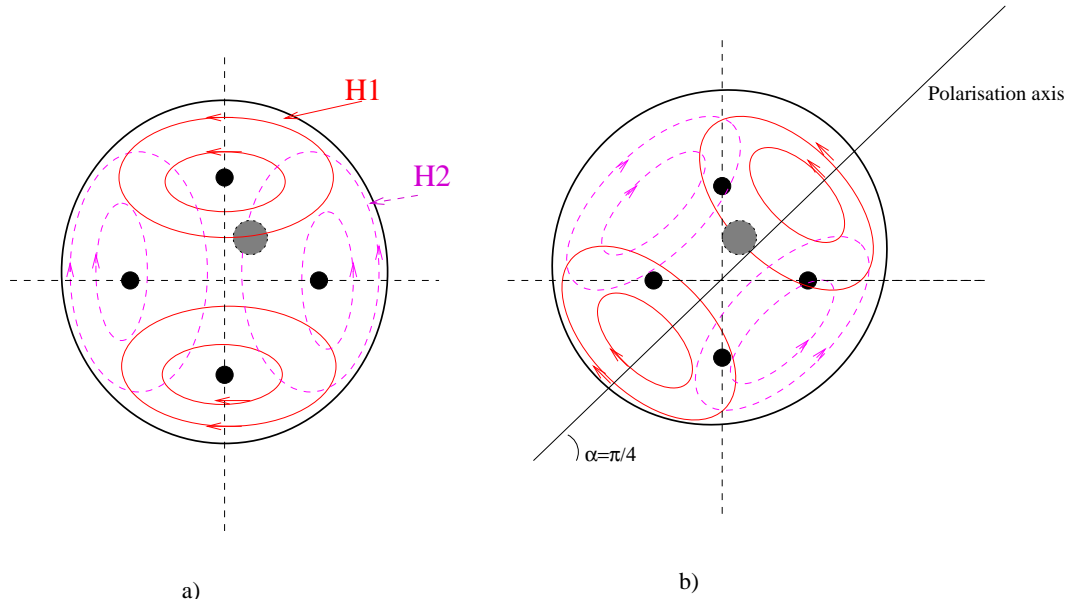 H1
H2
Polarisation axis
α=π/4
a)
b)